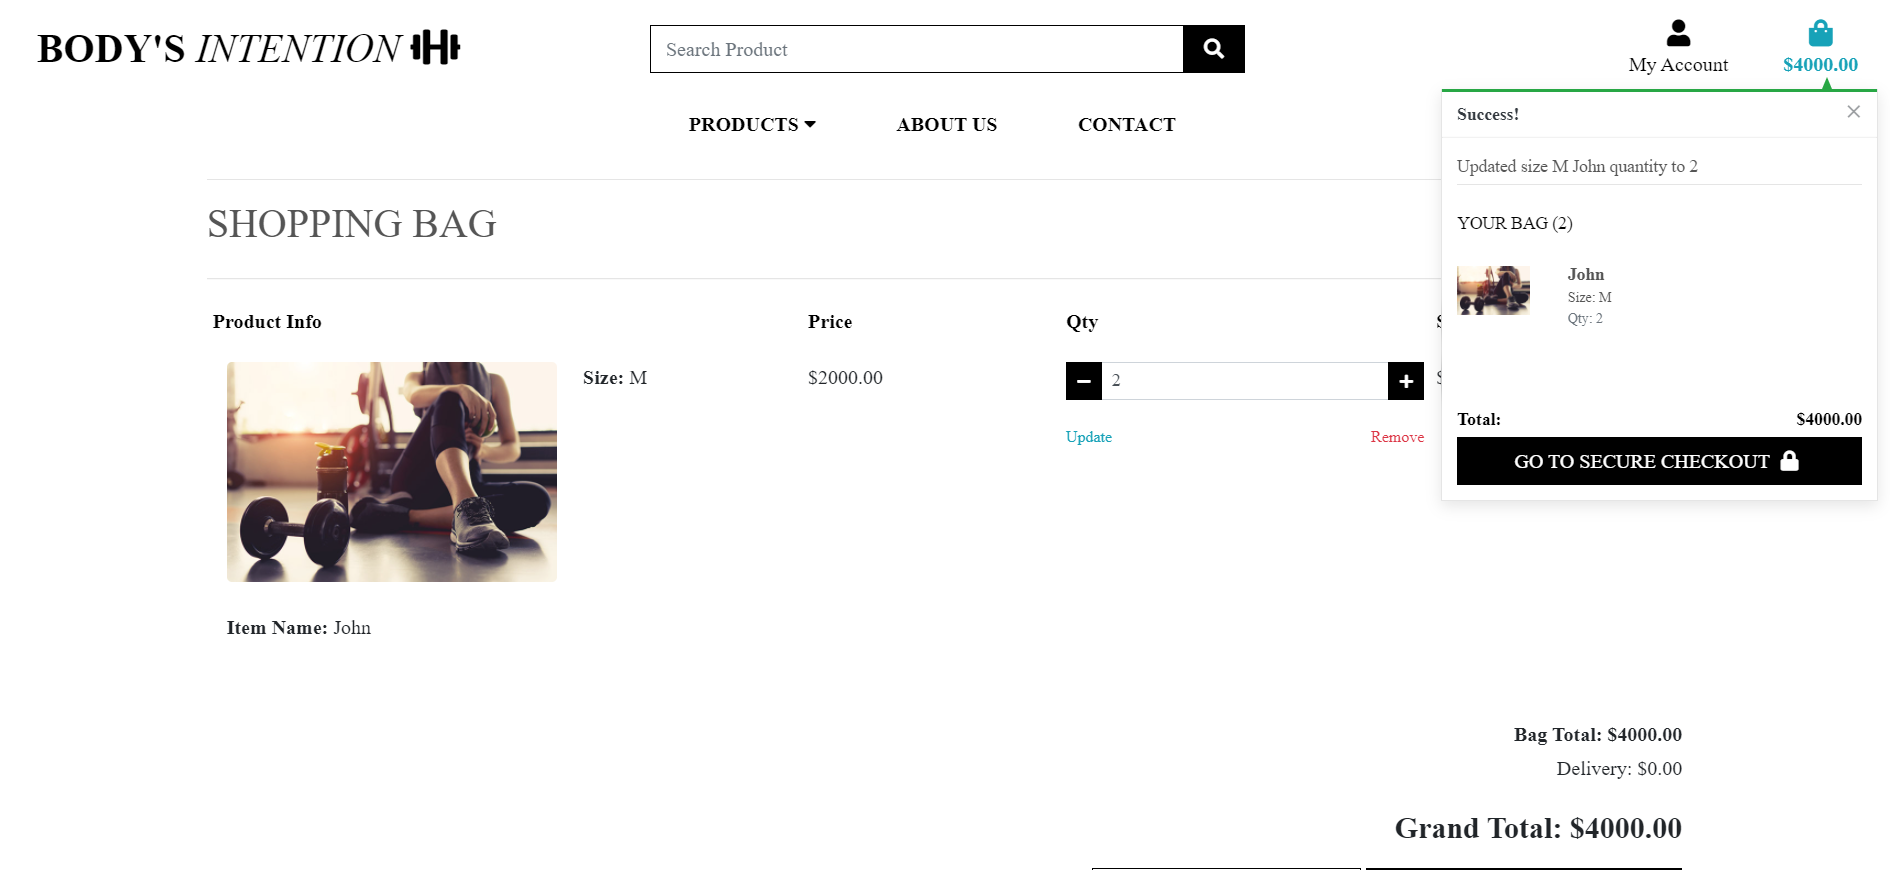 BODY'S INTENTION
Search Product
My Account
$4000.00
PRODUCTS
ABOUT US
CONTACT
Success!
Updated size M John quantity to 2
YOUR BAG (2)
John
Size: M
Qty: 2
Total: $4000.00
GO TO SECURE CHECKOUT
SHOPPING BAG
Product Info
Price
Qty
Size: M
$2000.00
2
Update
Remove
Item Name: John
Bag Total: $4000.00
Delivery: $0.00
Grand Total: $4000.00